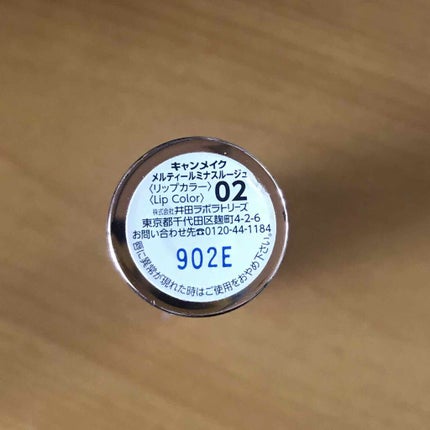 キャンメイク
メルティールミナスルージュ
〈リップカラー〉
〈Lip Color〉 02
株式会社 井田ラボラトリーズ
東京都千代田区麹町4-2-6
お問い合わせ先☎0120-44-1184
902E
唇に異常が現れた時はご使用をおやめ下さい。